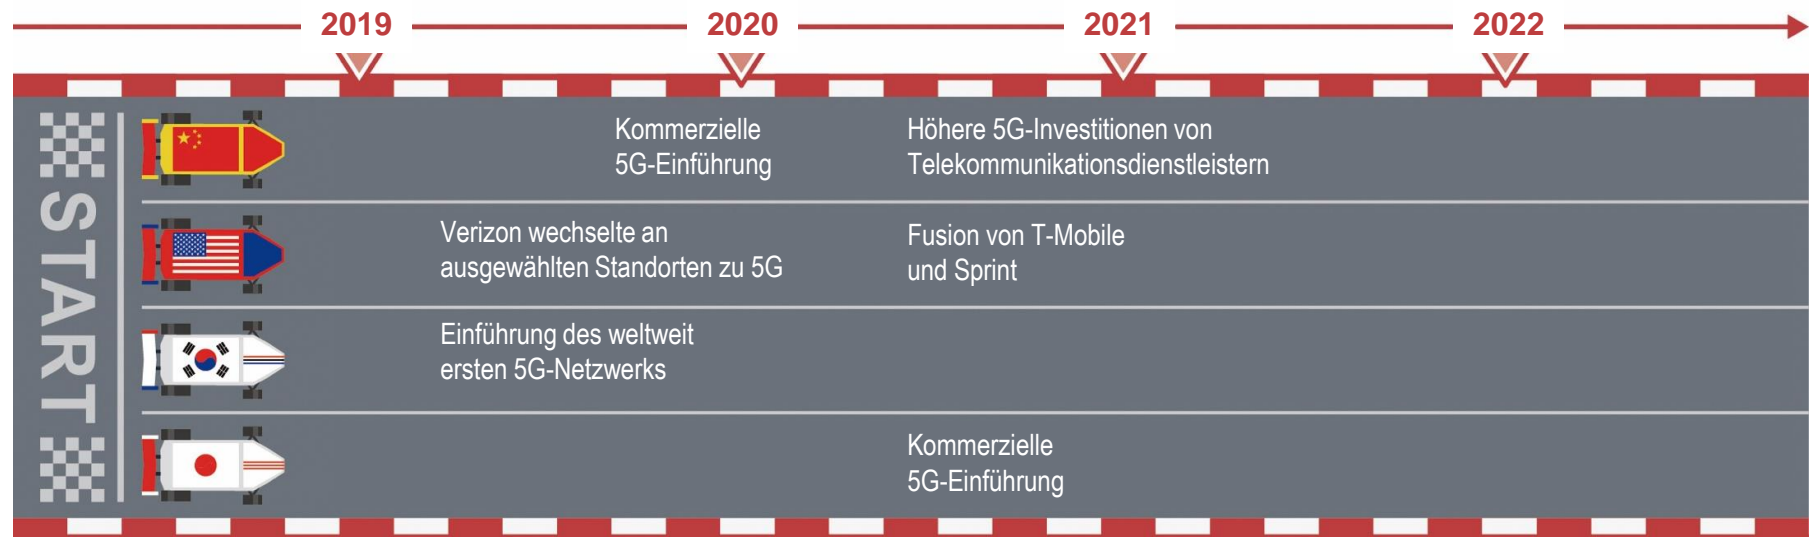 2019
2020
2021
2022
START
Kommerzielle
5G-Einführung
Höhere 5G-Investitionen von
Telekommunikationsdienstleistern
Verizon wechselte an
ausgewählten Standorten zu 5G
Fusion von T-Mobile
und Sprint
Einführung des weltweit
ersten 5G-Netzwerks
Kommerzielle
5G-Einführung